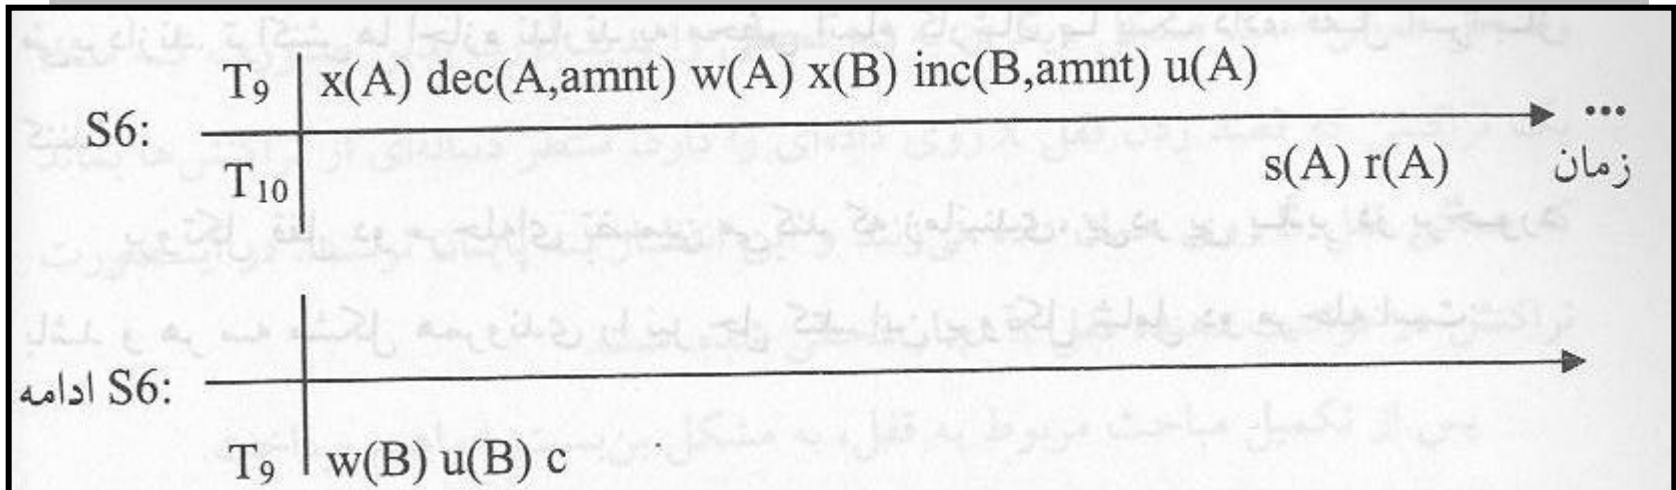 T9 x(A) dec(A,amnt) w(A) x(B) inc(B,amnt) u(A)
S6: ...
T10 s(A) r(A) زمان
S6 ادامه:
T9 w(B) u(B) c